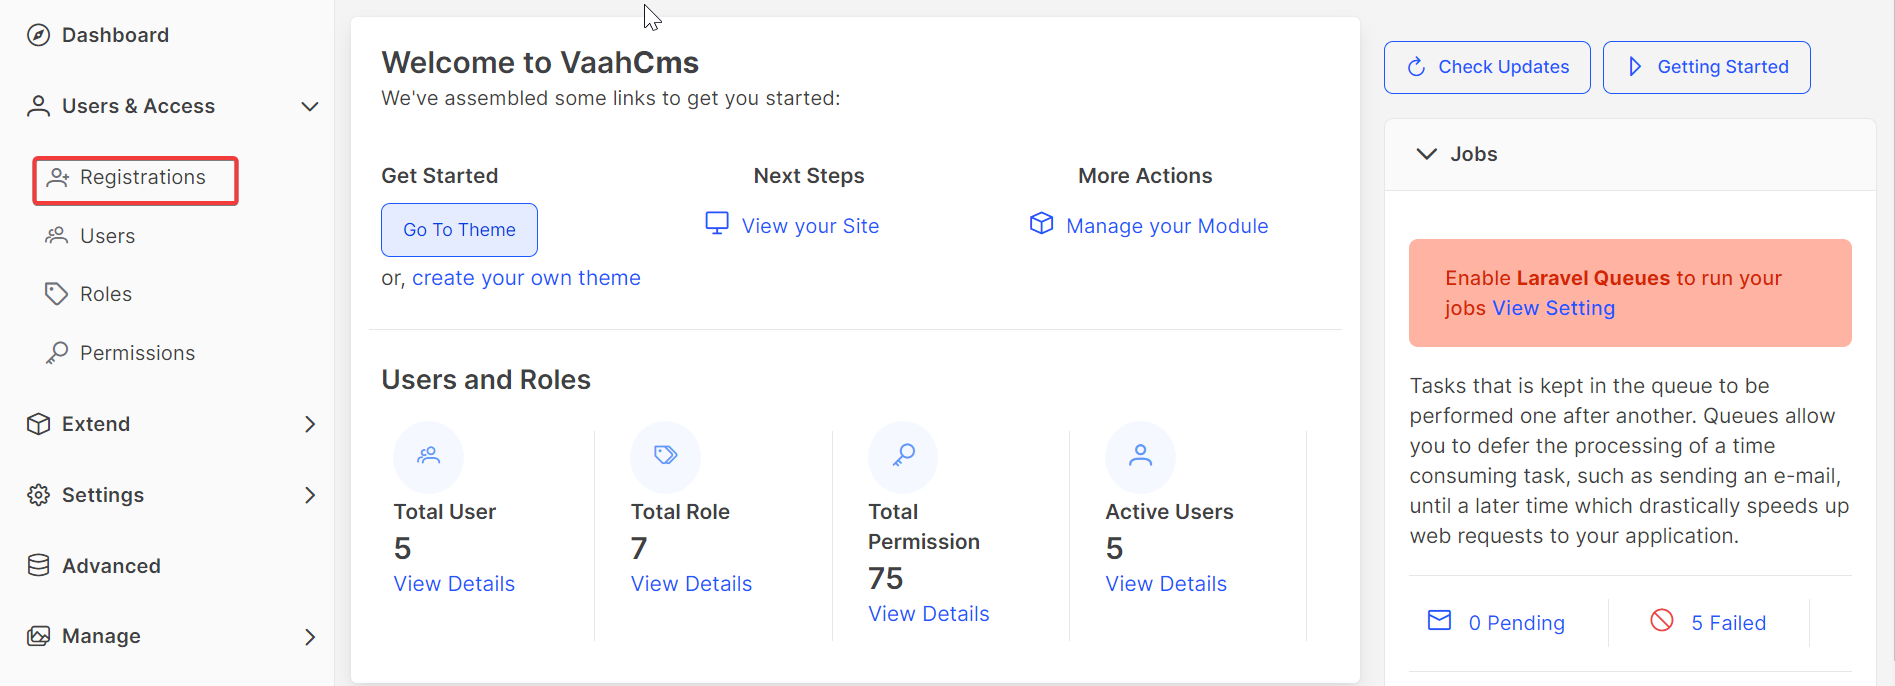 Dashboard
Users & Access
Registrations
Users
Roles
Permissions
Extend
Settings
Advanced
Manage
Welcome to VaahCms
We've assembled some links to get you started:
Get Started
Go To Theme
or, create your own theme
Next Steps
View your Site
More Actions
Manage your Module
Users and Roles
Total User
5
View Details
Total Role
7
View Details
Total
Permission
75
View Details
Active Users
5
View Details
Check Updates
Getting Started
Jobs
Enable Laravel Queues to run your
jobs View Setting
Tasks that is kept in the queue to be
performed one after another. Queues allow
you to defer the processing of a time
consuming task, such as sending an e-mail,
until a later time which drastically speeds up
web requests to your application.
0 Pending
5 Failed